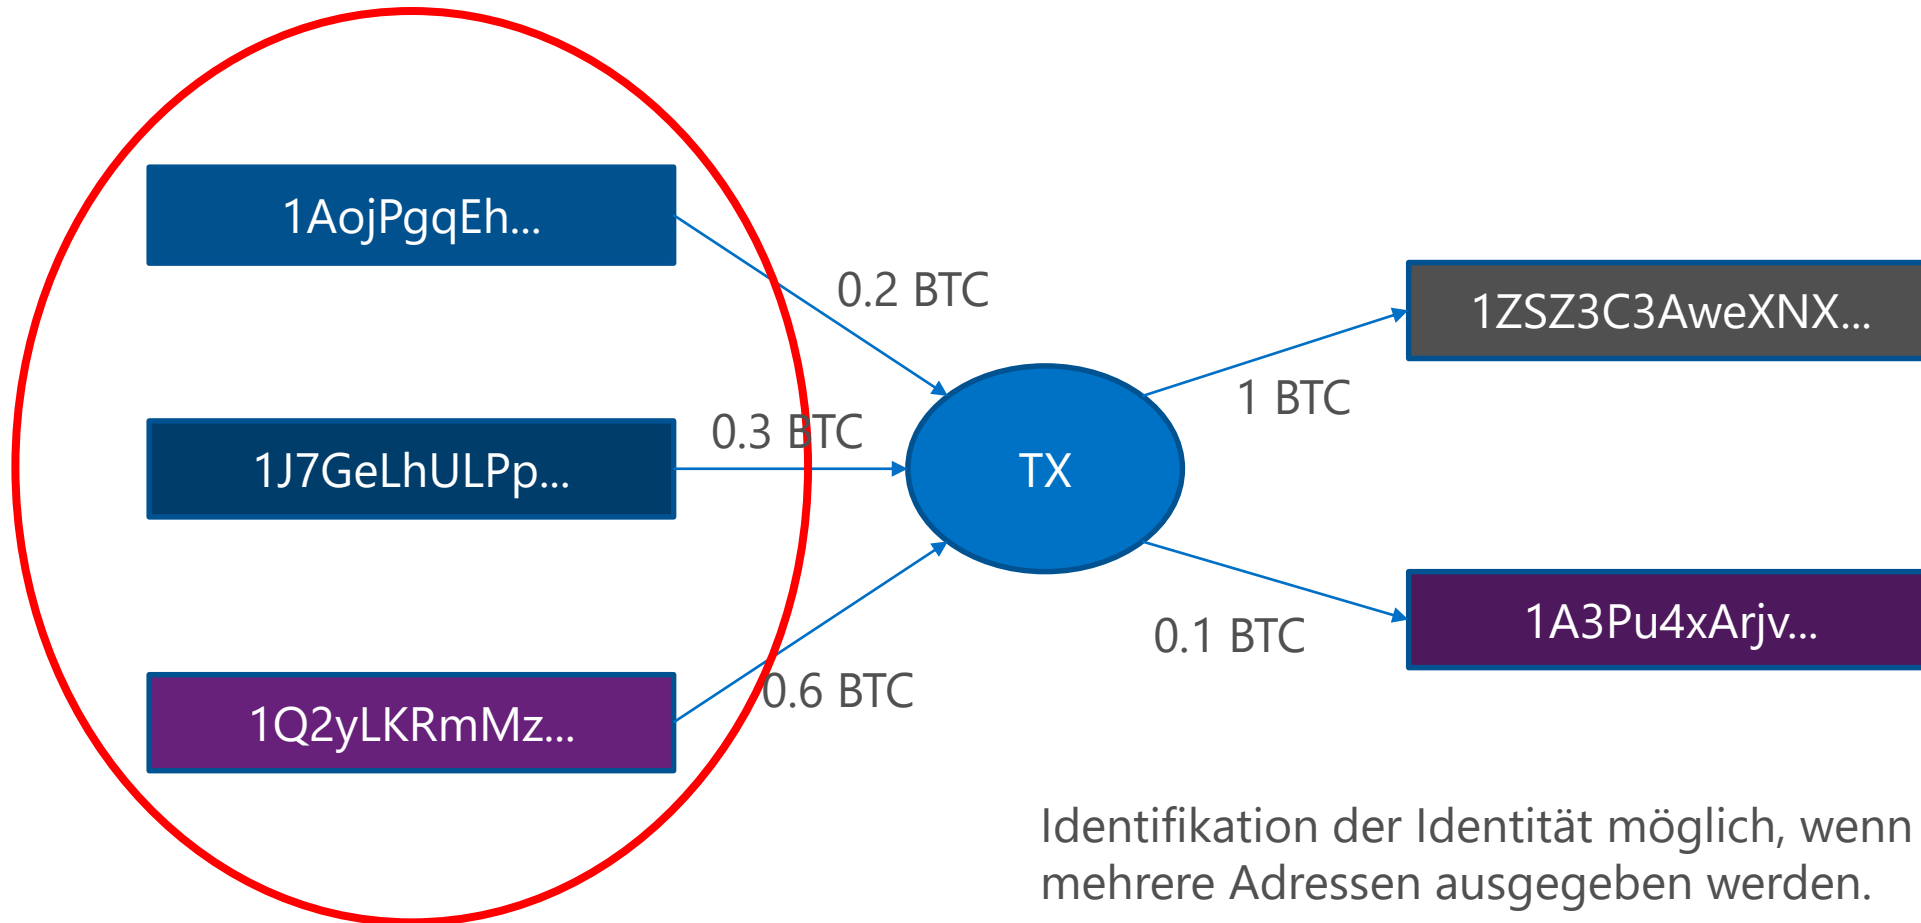 1AojPgqEh...
0.2 BTC
1ZSZ3C3AweXNX...
1 BTC
0.3 BTC
1J7GeLhULPp...
TX
1A3Pu4xArjv...
0.1 BTC
0.6 BTC
1Q2yLKRmMz...
Identifikation der Identität möglich, wenn
mehrere Adressen ausgegeben werden.